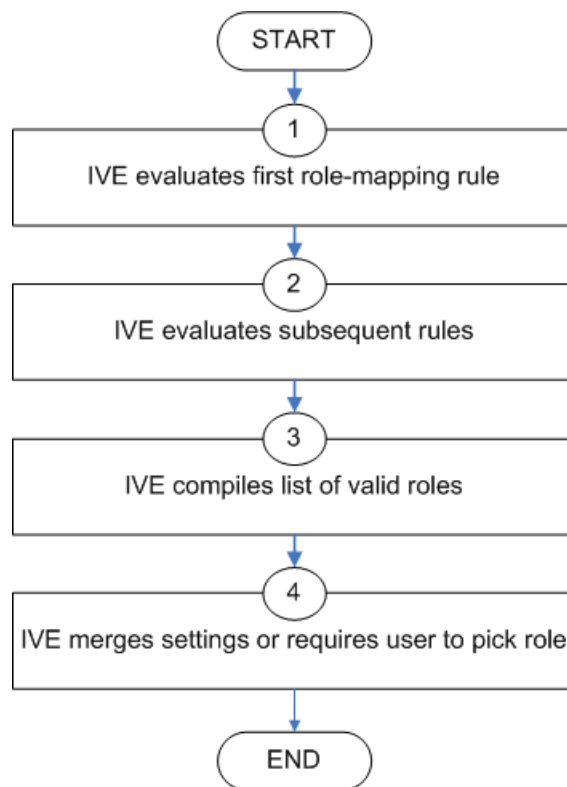 START
1
IVE evaluates first role-mapping rule
2
IVE evaluates subsequent rules
3
IVE compiles list of valid roles
4
IVE merges settings or requires user to pick role
END